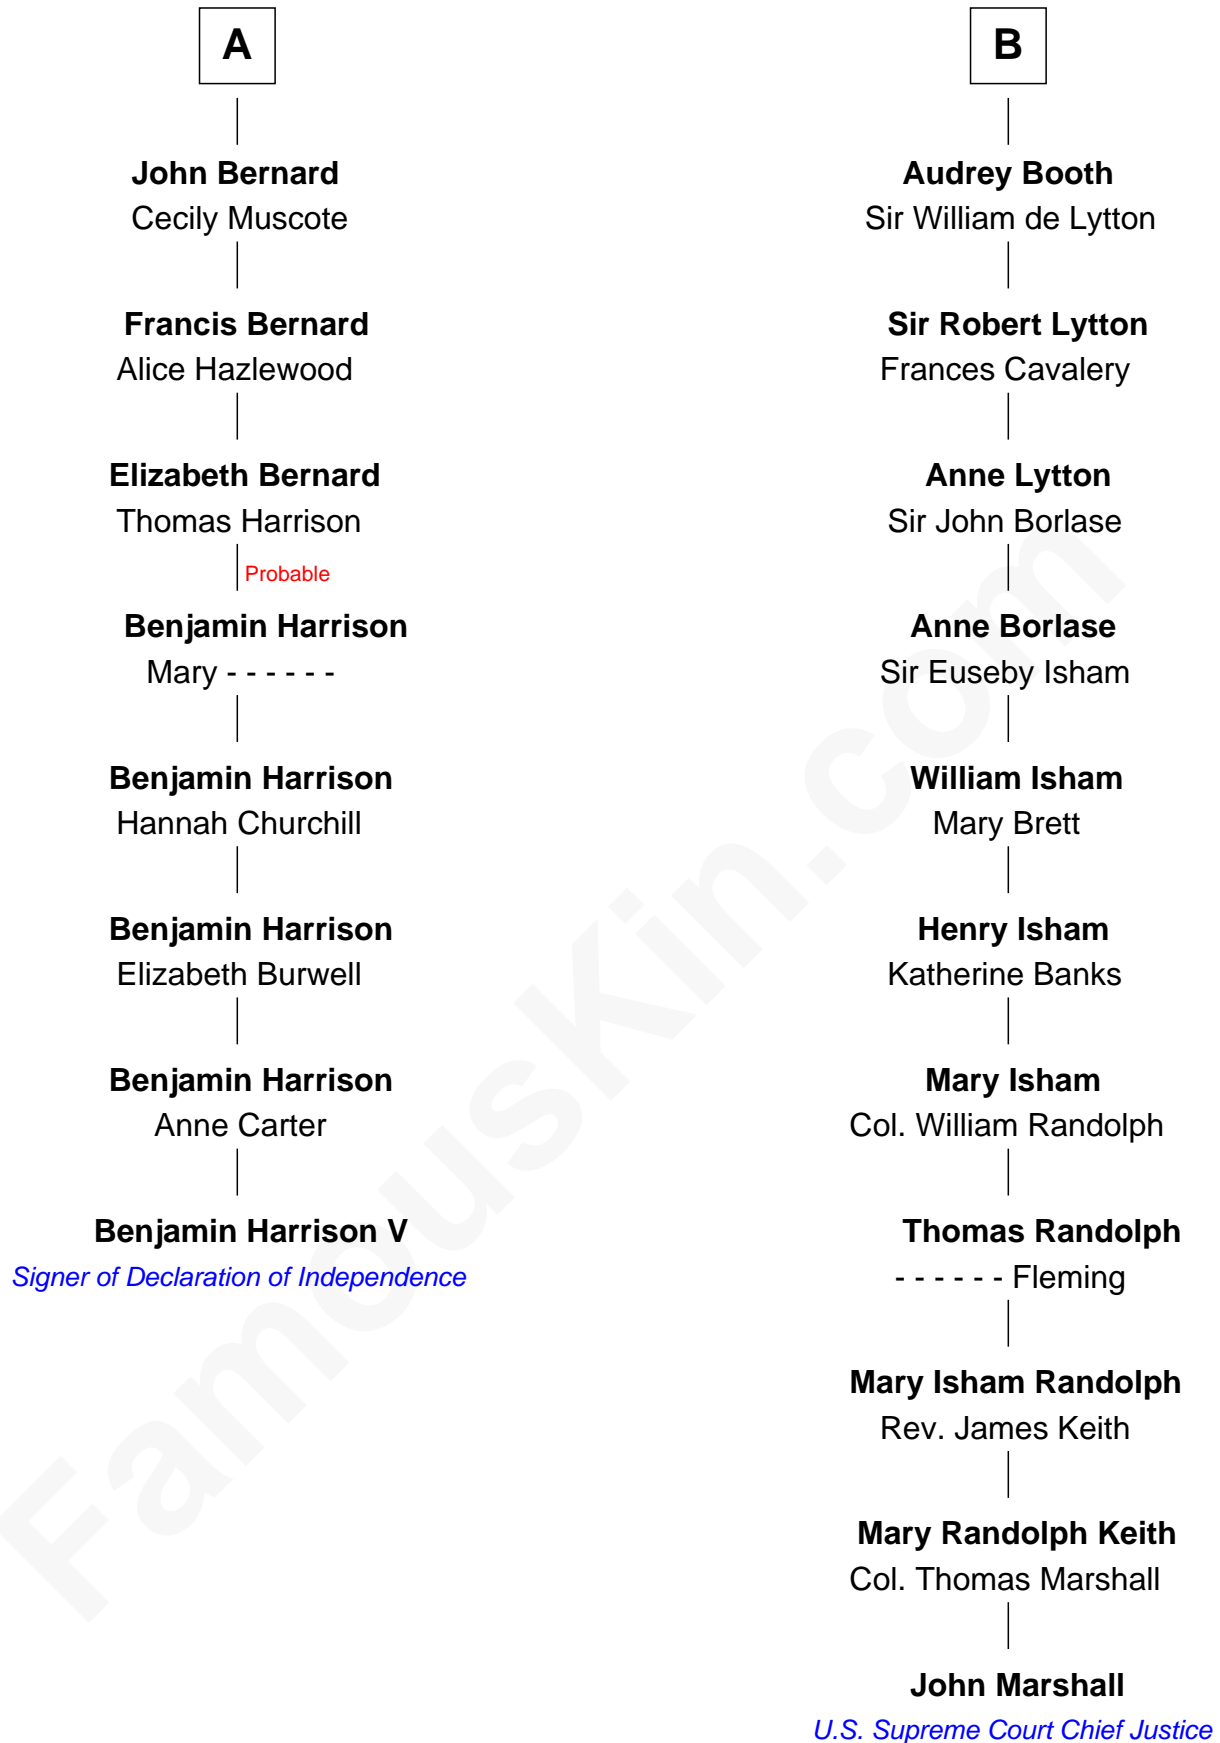 A
John Bernard
Cecily Muscote
Francis Bernard
Alice Hazlewood
Elizabeth Bernard
Thomas Harrison
Probable
Benjamin Harrison
Mary - - - - - -
Benjamin Harrison
Hannah Churchill
Benjamin Harrison
Elizabeth Burwell
Benjamin Harrison
Anne Carter
Benjamin Harrison V
Signer of Declaration of Independence
B
Audrey Booth
Sir William de Lytton
Sir Robert Lytton
Frances Cavalery
Anne Lytton
Sir John Borlase
Anne Borlase
Sir Euseby Isham
William Isham
Mary Brett
Henry Isham
Katherine Banks
Mary Isham
Col. William Randolph
Thomas Randolph
- - - - - - Fleming
Mary Isham Randolph
Rev. James Keith
Mary Randolph Keith
Col. Thomas Marshall
John Marshall
U.S. Supreme Court Chief Justice
FamousKin.com